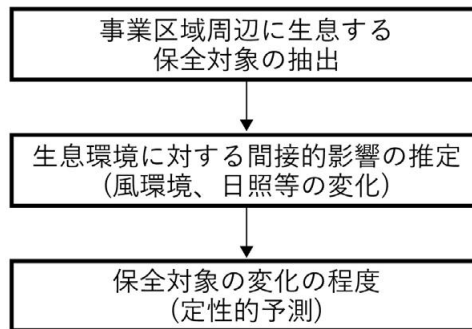 事業区域周辺に生息する
保全対象の抽出
生息環境に対する間接的影響の推定
(風環境、日照等の変化)
保全対象の変化の程度
(定性的予測)